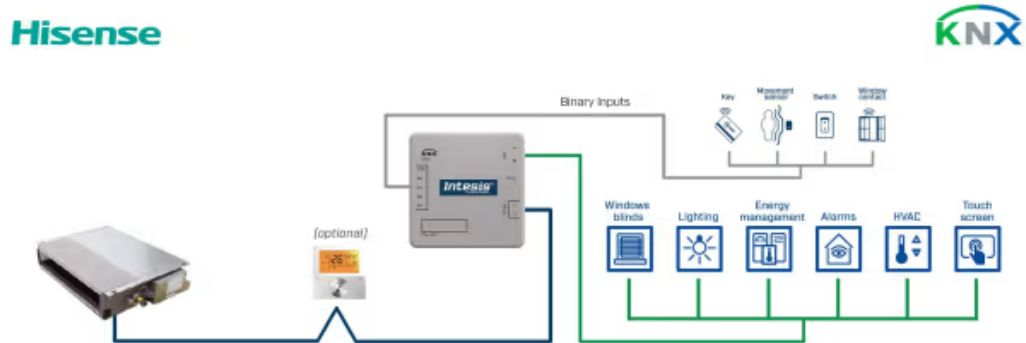 Hisense
KNX
Binary Inputs
Key
Movement
sensor
Switch
Window
contact
KNX
Intesis
[optional]
Windows
blinds
Lighting
Energy
management
Alarms
HVAC
Touch
screen